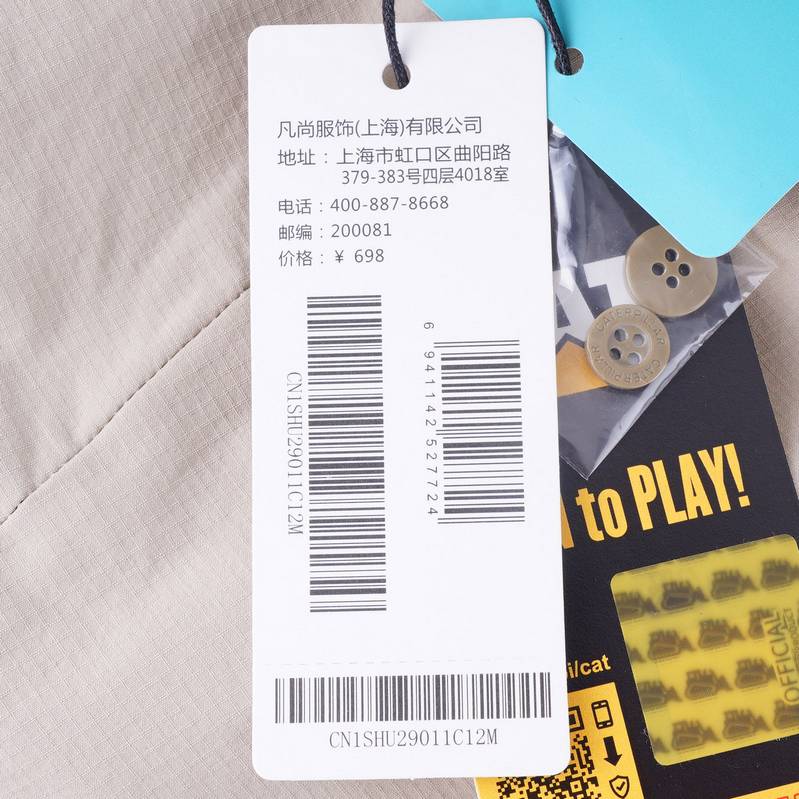 凡尚服饰(上海)有限公司
地址：上海市虹口区曲阳路
379-383号四层4018室
电话：400-887-8668
邮编：200081
价格：¥ 698
CN1SHU29011C12M
6 941142 527724
CN1SHU29011C12M
CATERPILLAR CATERPILLAR
to PLAY!
i/cat
OFFICIAL
PRODUCT